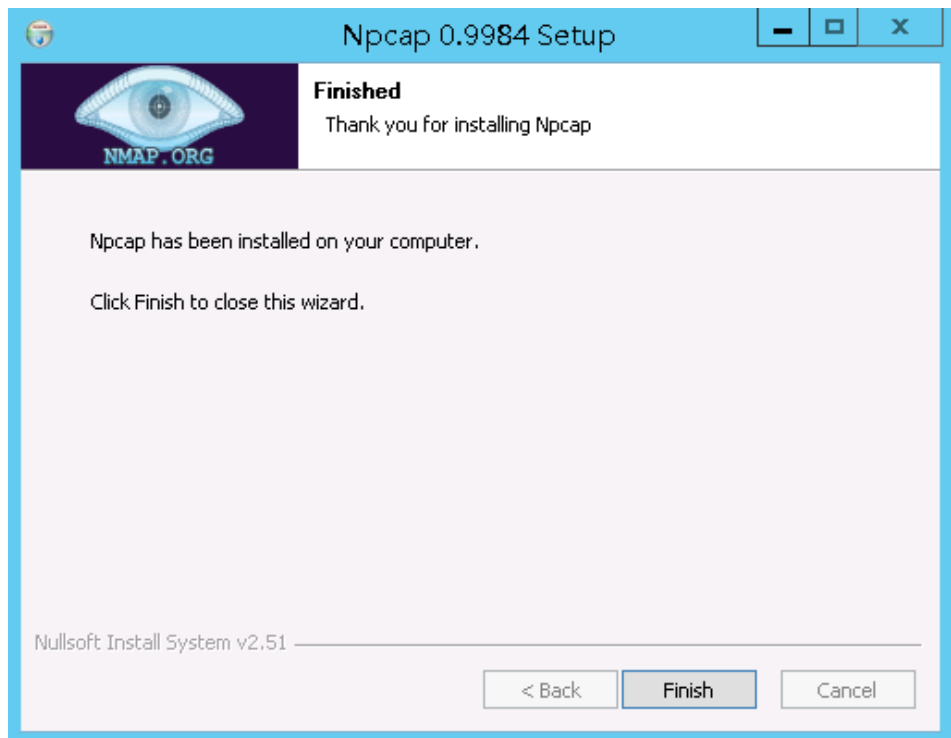 Npcap 0.9984 Setup
Finished
Thank you for installing Npcap
NMAP.ORG
Npcap has been installed on your computer.
Click Finish to close this wizard.
Nullsoft Install System v2.51
< Back
Finish
Cancel